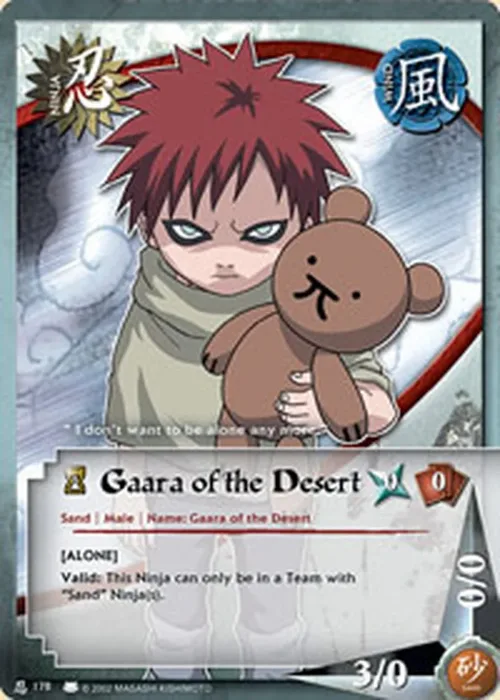 NINJA
忍
WIND
風
"I don't want to be alone any more.
Gaara of the Desert
0
0
Sand | Male | Name: Gaara of the Desert
[ALONE]
Valid: This Ninja can only be in a Team with
"Sand" Ninja(s).
0/0
3/0
砂
SAND
178 © 2002 MASASHI KISHIMOTO